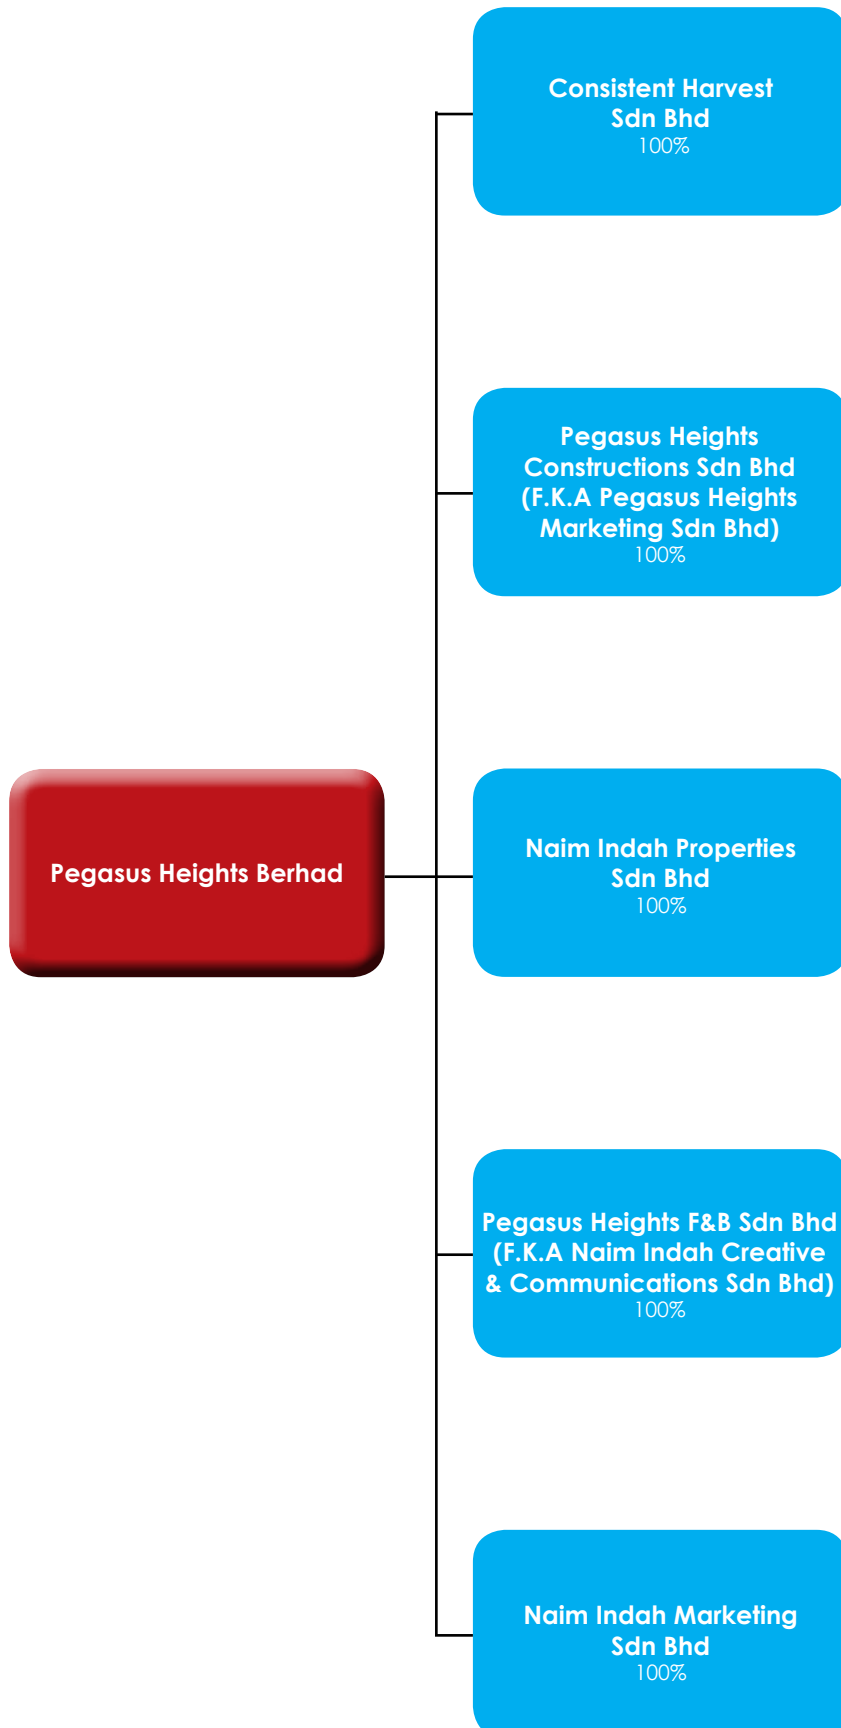 Consistent Harvest
Sdn Bhd
100%
Pegasus Heights
Constructions Sdn Bhd
(F.K.A Pegasus Heights
Marketing Sdn Bhd)
100%
Pegasus Heights Berhad
Naim Indah Properties
Sdn Bhd
100%
Pegasus Heights F&B Sdn Bhd
(F.K.A Naim Indah Creative
& Communications Sdn Bhd)
100%
Naim Indah Marketing
Sdn Bhd
100%